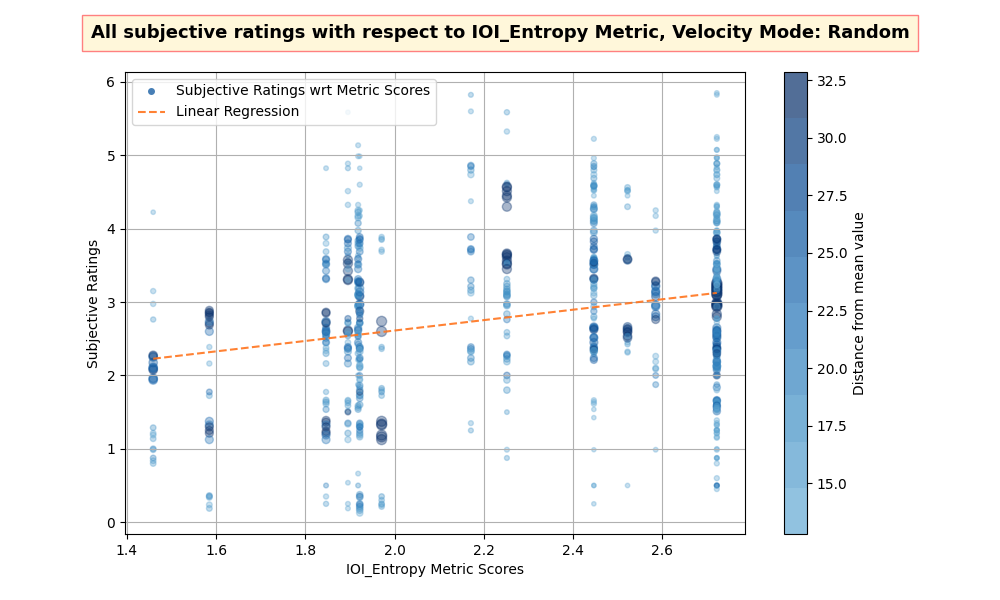 All subjective ratings with respect to IOI_Entropy Metric, Velocity Mode: Random
Subjective Ratings wrt Metric Scores
Linear Regression
6
5
4
3
2
1
0
Subjective Ratings
1.4 1.6 1.8 2.0 2.2 2.4 2.6
IOI_Entropy Metric Scores
32.5
30.0
27.5
25.0
22.5
20.0
17.5
15.0
Distance from mean value